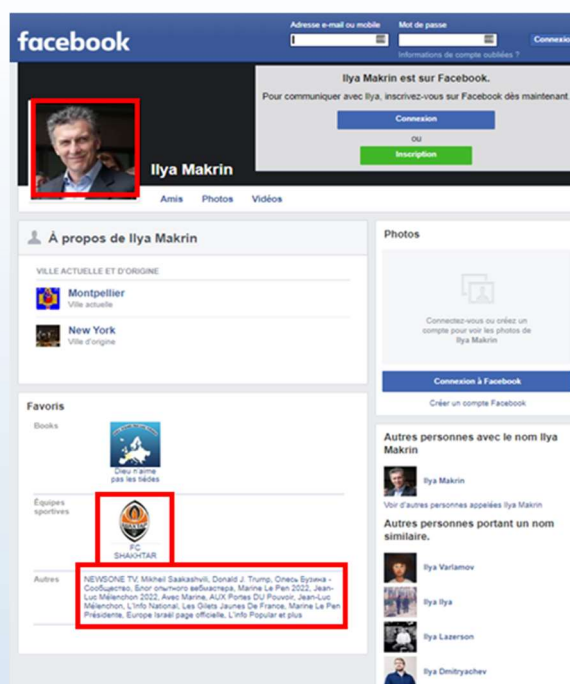 facebook
Adresse e-mail ou mobile
Mot de passe
Connexio
Informations de compte oubliées ?
Ilya Makrin est sur Facebook.
Pour communiquer avec Ilya, inscrivez-vous sur Facebook dès maintenant.
Connexion
ou
Inscription
Ilya Makrin
Amis Photos Vidéos
À propos de Ilya Makrin
VILLE ACTUELLE ET D'ORIGINE
Montpellier
Ville actuelle
New York
Ville d'origine
Favoris
Books
Dieu n'aime
pas les tièdes
Équipes
sportives
FC
SHAKHTAR
Autres
NEWSONE TV, Mikheil Saakashvili, Donald J. Trump, Олесь Бузина -
Сообщество, Блог опытного вебмастера, Marine Le Pen 2022, Jean-
Luc Mélenchon 2022, Avec Marine, AUX Portes DU Pouvoir, Jean-Luc
Mélenchon, L'Info National, Les Gilets Jaunes De France, Marine Le Pen
Présidente, Europe Israël page officielle, L'info Popular et plus
Photos
Connectez-vous ou créez un
compte pour voir les photos de
Ilya Makrin
Connexion à Facebook
Créer un compte Facebook
Autres personnes avec le nom Ilya
Makrin
Ilya Makrin
Voir d'autres personnes appelées Ilya Makrin
Autres personnes portant un nom
similaire.
Ilya Varlamov
Ilya Ilya
Ilya Lazerson
Ilya Dmitryachev